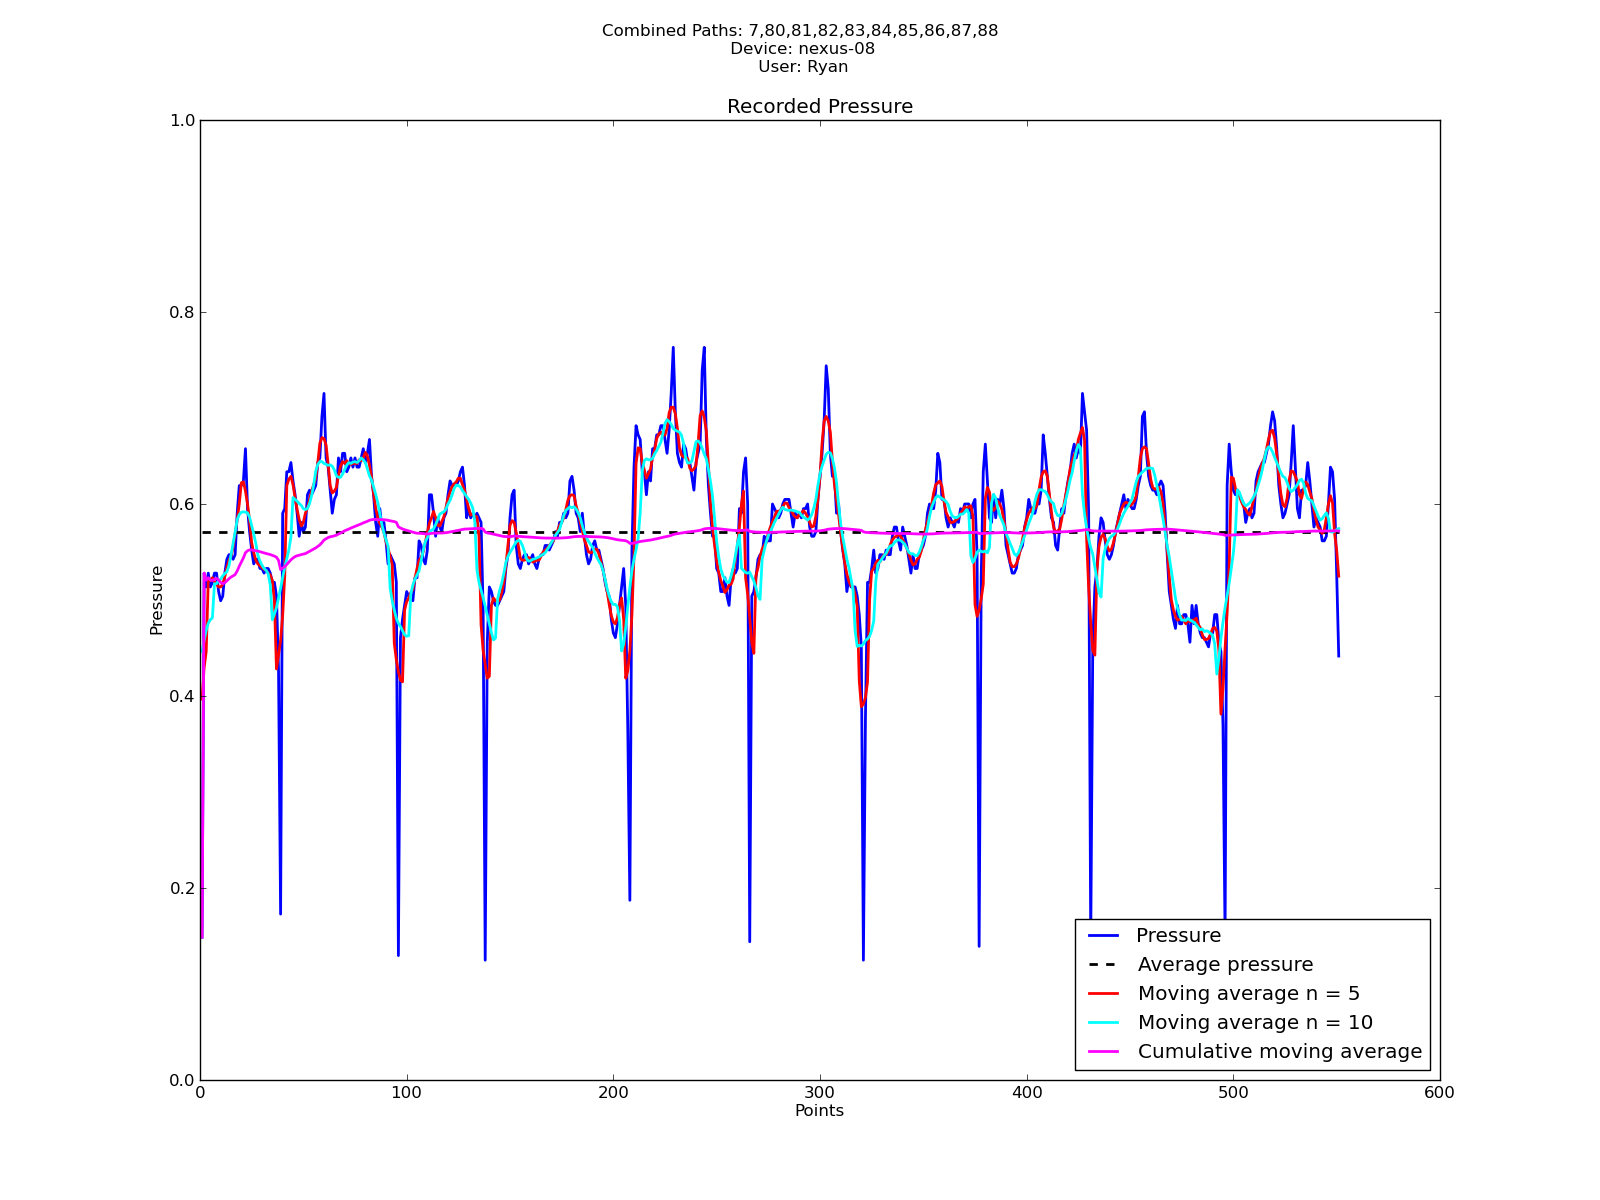 Combined Paths: 7,80,81,82,83,84,85,86,87,88
Device: nexus-08
User: Ryan
Recorded Pressure
1.0
0.8
0.6
0.4
0.2
0.0
Pressure
0 100 200 300 400 500 600
Points
Pressure
Average pressure
Moving average n = 5
Moving average n = 10
Cumulative moving average